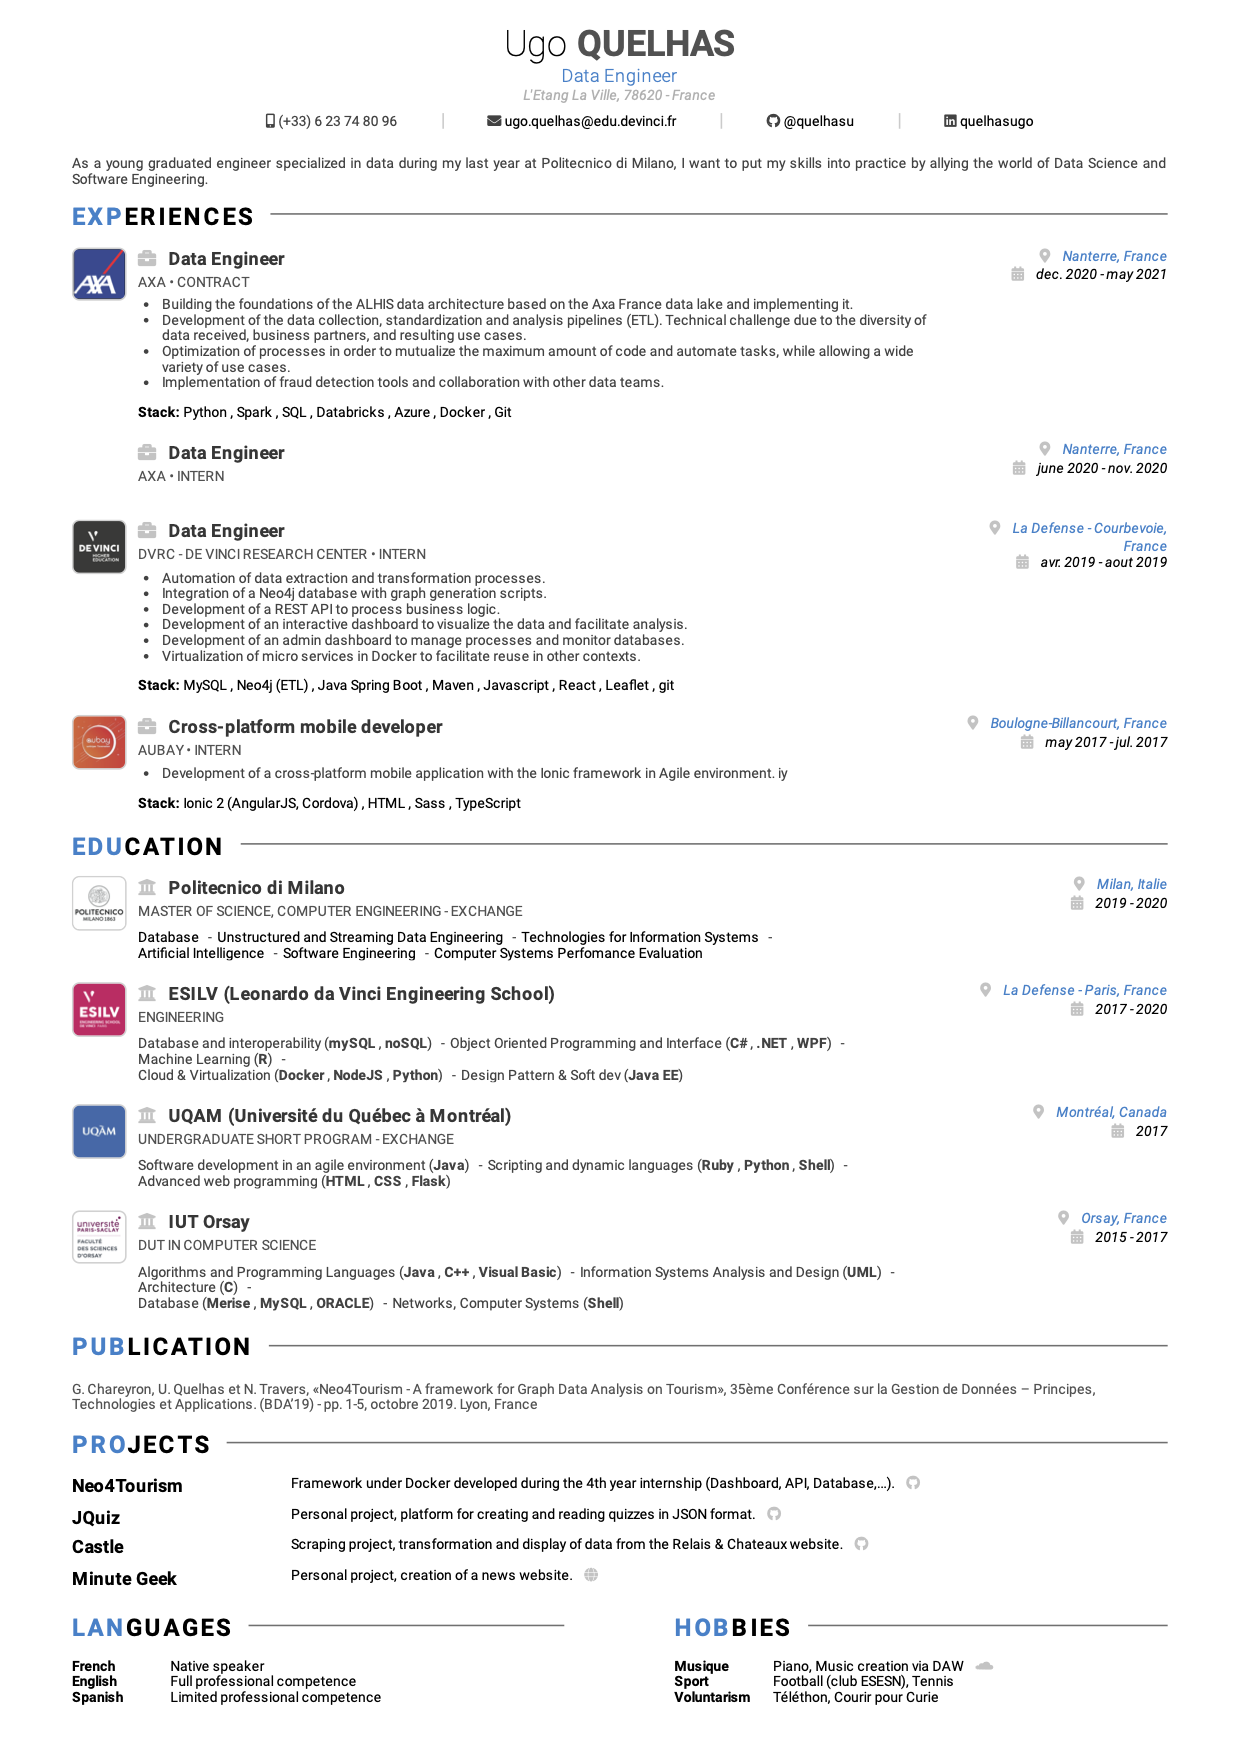 Ugo QUELHAS
Data Engineer
L'Etang La Ville, 78620 - France
(+33) 6 23 74 80 96 | ugo.quelhas@edu.devinci.fr | @quelhasu | quelhasugo
As a young graduated engineer specialized in data during my last year at Politecnico di Milano, I want to put my skills into practice by allying the world of Data Science and
Software Engineering.
EXPERIENCES
AXA
Data Engineer
Nanterre, France
AXA • CONTRACT
dec. 2020 - may 2021
• Building the foundations of the ALHIS data architecture based on the Axa France data lake and implementing it.
• Development of the data collection, standardization and analysis pipelines (ETL). Technical challenge due to the diversity of
data received, business partners, and resulting use cases.
• Optimization of processes in order to mutualize the maximum amount of code and automate tasks, while allowing a wide
variety of use cases.
• Implementation of fraud detection tools and collaboration with other data teams.
Stack: Python , Spark , SQL , Databricks , Azure , Docker , Git
Data Engineer
Nanterre, France
AXA • INTERN
june 2020 - nov. 2020
DE VINCI
HIGHER
EDUCATION
Data Engineer
La Defense - Courbevoie,
France
DVRC - DE VINCI RESEARCH CENTER • INTERN
avr. 2019 - aout 2019
• Automation of data extraction and transformation processes.
• Integration of a Neo4j database with graph generation scripts.
• Development of a REST API to process business logic.
• Development of an interactive dashboard to visualize the data and facilitate analysis.
• Development of an admin dashboard to manage processes and monitor databases.
• Virtualization of micro services in Docker to facilitate reuse in other contexts.
Stack: MySQL , Neo4j (ETL) , Java Spring Boot , Maven , Javascript , React , Leaflet , git
aubay
Cross-platform mobile developer
Boulogne-Billancourt, France
AUBAY • INTERN
may 2017 - jul. 2017
• Development of a cross-platform mobile application with the Ionic framework in Agile environment. iy
Stack: Ionic 2 (AngularJS, Cordova) , HTML , Sass , TypeScript
EDUCATION
POLITECNICO
MILANO 1863
Politecnico di Milano
Milan, Italie
MASTER OF SCIENCE, COMPUTER ENGINEERING - EXCHANGE
2019 - 2020
Database - Unstructured and Streaming Data Engineering - Technologies for Information Systems -
Artificial Intelligence - Software Engineering - Computer Systems Perfomance Evaluation
ESILV
ESILV (Leonardo da Vinci Engineering School)
La Defense - Paris, France
ENGINEERING
2017 - 2020
Database and interoperability (mySQL , noSQL) - Object Oriented Programming and Interface (C# , .NET , WPF) -
Machine Learning (R) -
Cloud & Virtualization (Docker , NodeJS , Python) - Design Pattern & Soft dev (Java EE)
UQÀM
UQAM (Université du Québec à Montréal)
Montréal, Canada
UNDERGRADUATE SHORT PROGRAM - EXCHANGE
2017
Software development in an agile environment (Java) - Scripting and dynamic languages (Ruby , Python , Shell) -
Advanced web programming (HTML , CSS , Flask)
université
PARIS-SACLAY
FACULTÉ
DES SCIENCES
D'ORSAY
IUT Orsay
Orsay, France
DUT IN COMPUTER SCIENCE
2015 - 2017
Algorithms and Programming Languages (Java , C++ , Visual Basic) - Information Systems Analysis and Design (UML) -
Architecture (C) -
Database (Merise , MySQL , ORACLE) - Networks, Computer Systems (Shell)
PUBLICATION
G. Chareyron, U. Quelhas et N. Travers, «Neo4Tourism - A framework for Graph Data Analysis on Tourism», 35ème Conférence sur la Gestion de Données – Principes,
Technologies et Applications. (BDA’19) - pp. 1-5, octobre 2019. Lyon, France
PROJECTS
Neo4Tourism Framework under Docker developed during the 4th year internship (Dashboard, API, Database,...).
JQuiz Personal project, platform for creating and reading quizzes in JSON format.
Castle Scraping project, transformation and display of data from the Relais & Chateaux website.
Minute Geek Personal project, creation of a news website.
LANGUAGES
French Native speaker
English Full professional competence
Spanish Limited professional competence
HOBBIES
Musique Piano, Music creation via DAW
Sport Football (club ESESN), Tennis
Voluntarism Téléthon, Courir pour Curie